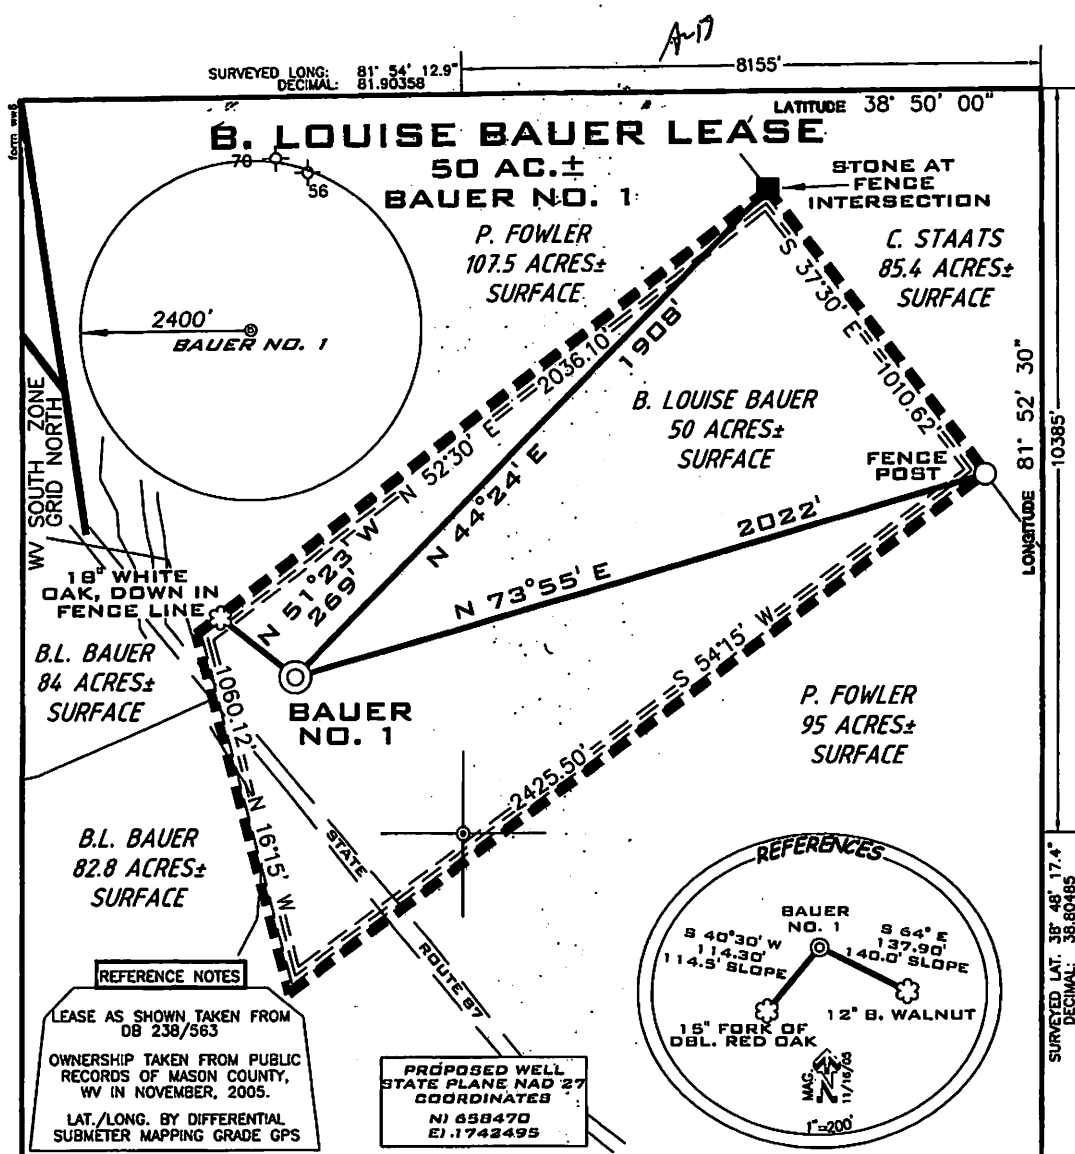 A-17
SURVEYED LONG: 81° 54' 12.9"
DECIMAL: 81.90358
8155'
LATITUDE 38° 50' 00"
form ww6
B. LOUISE BAUER LEASE
50 AC.±
BAUER NO. 1
70
56
2400'
BAUER NO. 1
STONE AT
FENCE
INTERSECTION
P. FOWLER
107.5 ACRES±
SURFACE
C. STAATS
85.4 ACRES±
SURFACE
S 37°30' E 1010.62'
N 52°30' E 2036.10'
1908'
N 44°24' E
B. LOUISE BAUER
50 ACRES±
SURFACE
FENCE
POST
LONGITUDE 81° 52' 30"
10385'
WV SOUTH ZONE
GRID NORTH
2022'
N 73°55' E
N 51°23' W
269'
18" WHITE
OAK, DOWN IN
FENCE LINE
B.L. BAUER
84 ACRES±
SURFACE
BAUER
NO. 1
S 54°15' W
2425.50'
P. FOWLER
95 ACRES±
SURFACE
1060.12' N 16°15' W
B.L. BAUER
82.8 ACRES±
SURFACE
STATE ROUTE 87
REFERENCES
BAUER
NO. 1
S 40°30' W
114.30'
114.5' SLOPE
S 64° E
137.90'
140.0' SLOPE
15" FORK OF
DBL. RED OAK
12" B. WALNUT
MAG.
11/16/05
1"=200'
SURVEYED LAT. 38° 48' 17.4"
DECIMAL: 38.80485
REFERENCE NOTES
LEASE AS SHOWN TAKEN FROM
DB 238/563
OWNERSHIP TAKEN FROM PUBLIC
RECORDS OF MASON COUNTY,
WV IN NOVEMBER, 2005.
LAT./LONG. BY DIFFERENTIAL
SUBMETER MAPPING GRADE GPS
PROPOSED WELL
STATE PLANE NAD 27
COORDINATES
N) 658470
E) 1742495